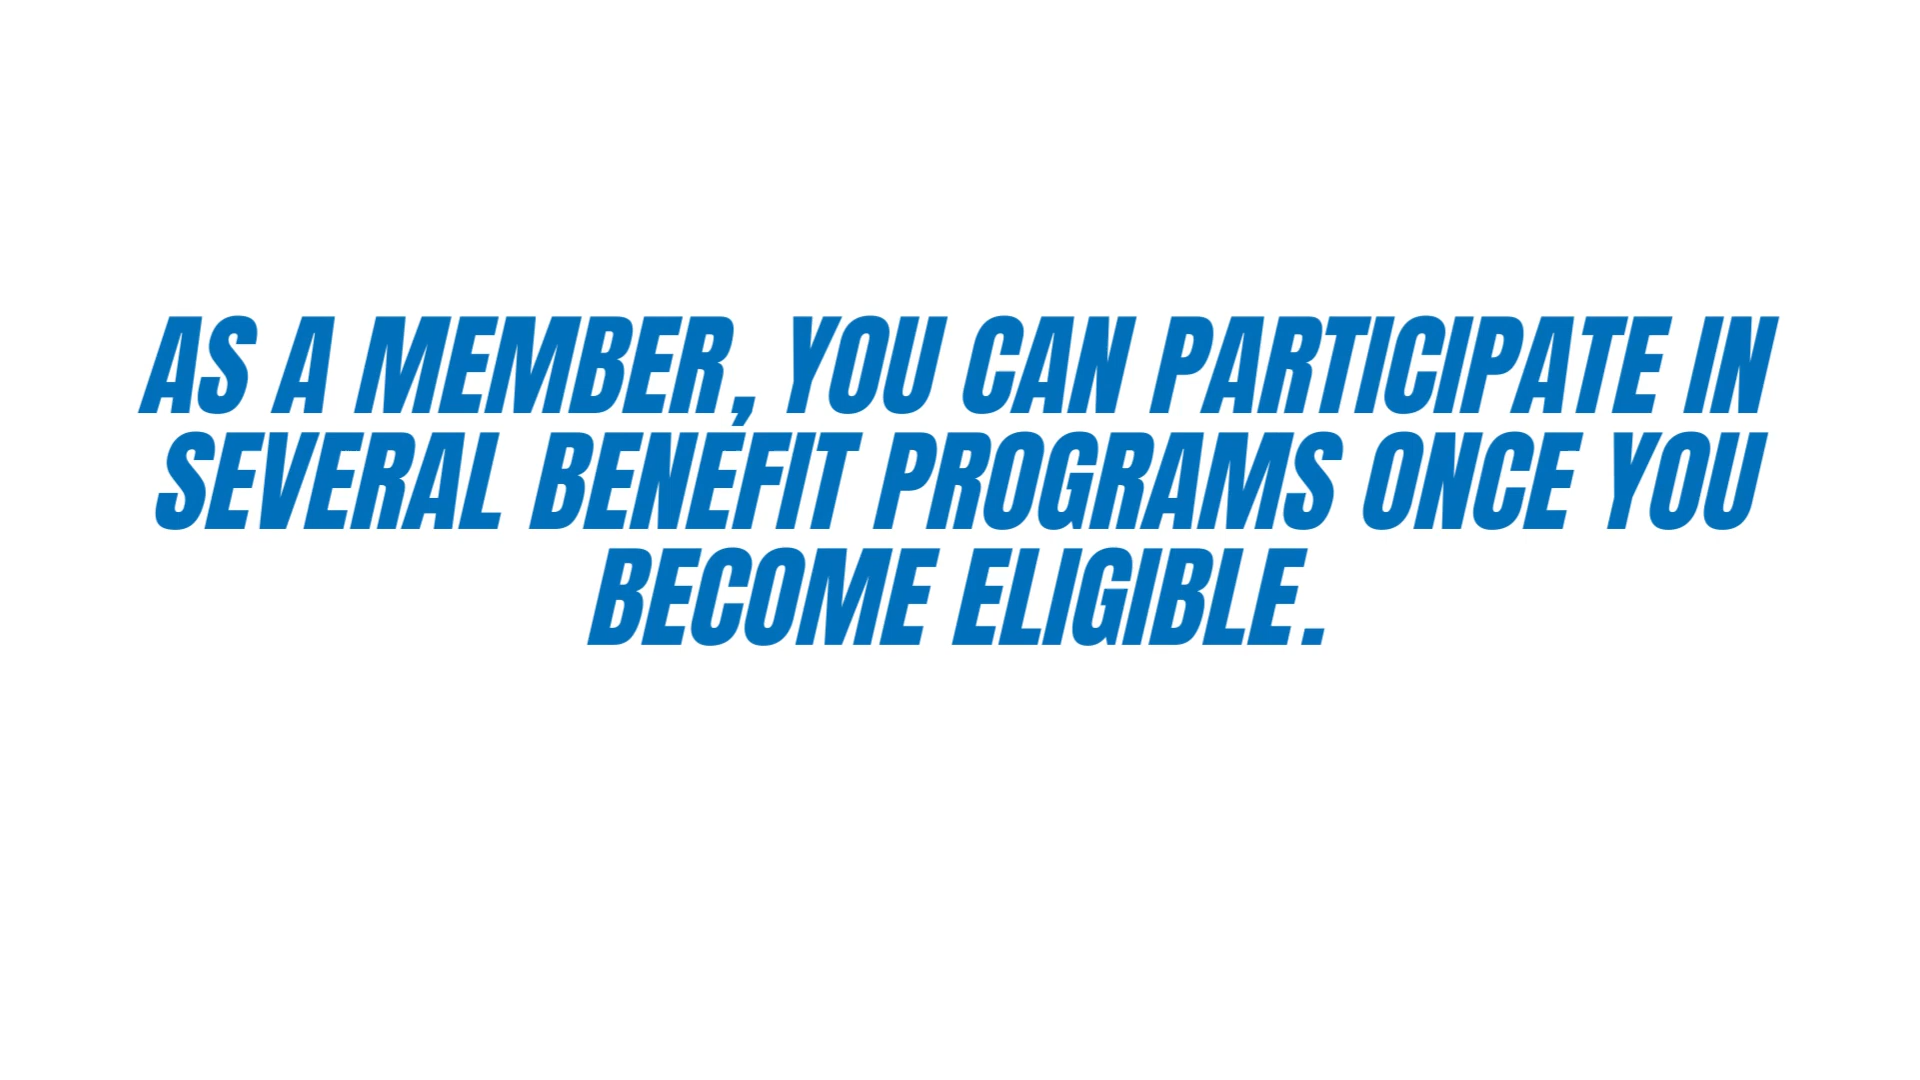 AS A MEMBER, YOU CAN PARTICIPATE IN
SEVERAL BENEFIT PROGRAMS ONCE YOU
BECOME ELIGIBLE.